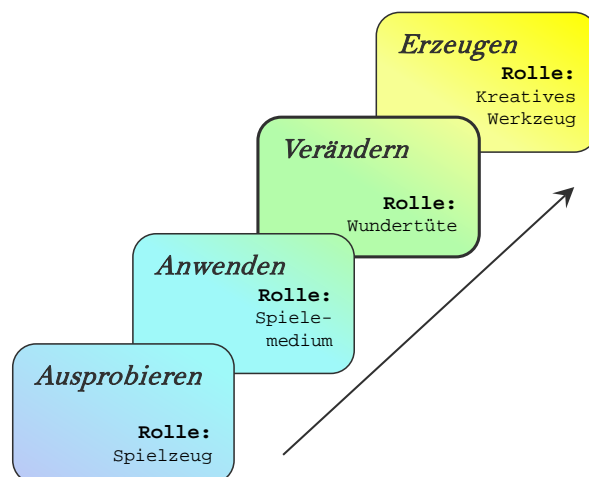 Erzeugen
Rolle:
Kreatives
Werkzeug
Verändern
Rolle:
Wundertüte
Anwenden
Rolle:
Spiele-
medium
Ausprobieren
Rolle:
Spielzeug